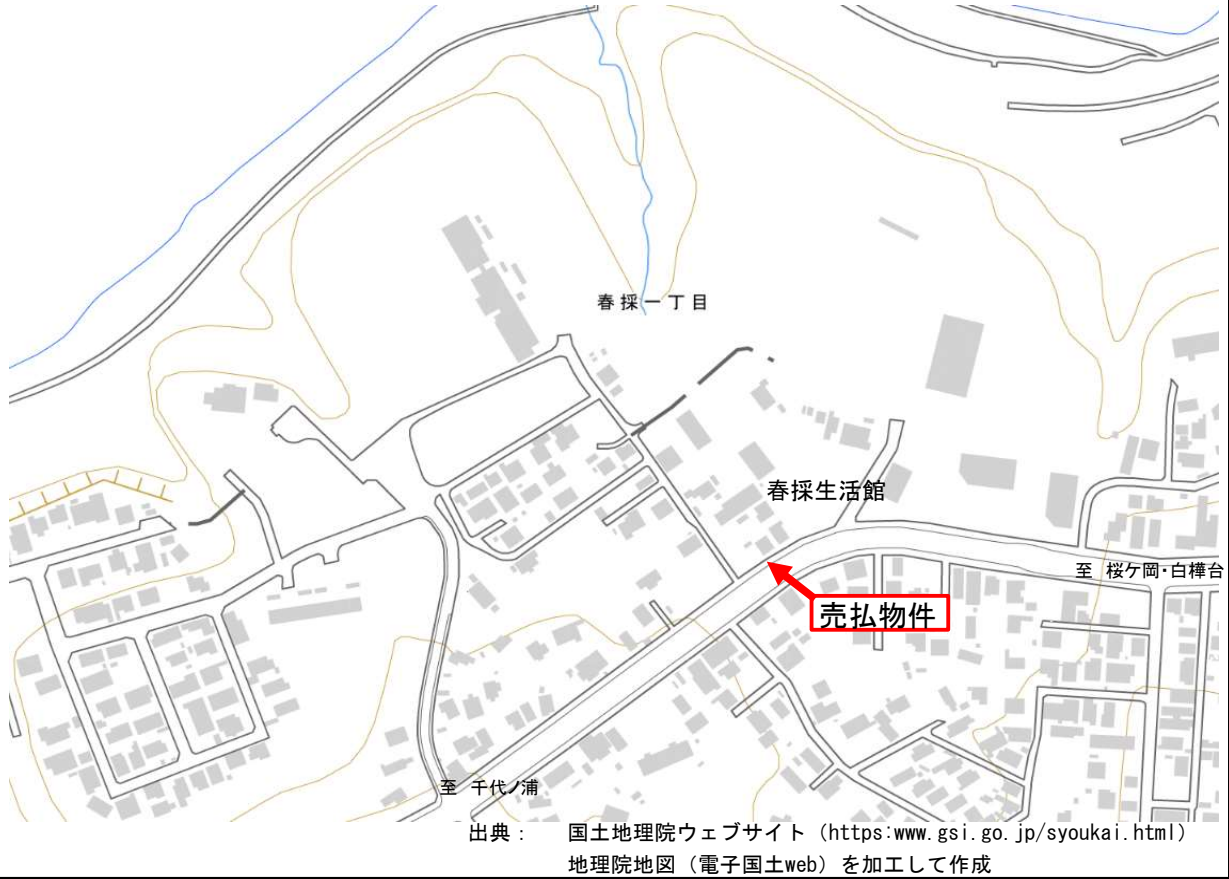 春採一丁目
春採生活館
至 桜ケ岡・白樺台
売払物件
至 千代ノ浦
出典： 国土地理院ウェブサイト（https:www.gsi.go.jp/syoukai.html）
地理院地図（電子国土web）を加工して作成